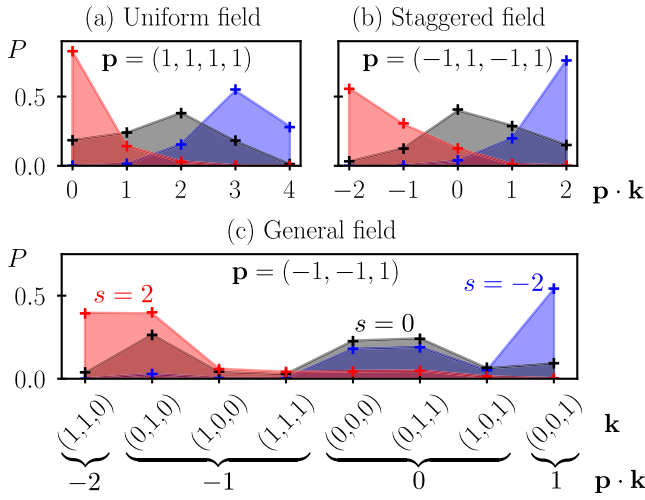 (a) Uniform field
(b) Staggered field
P
p = (1, 1, 1, 1)
p = (−1, 1, −1, 1)
0.5
0.0
0 1 2 3 4
−2 −1 0 1 2
p · k
(c) General field
P
p = (−1, −1, 1)
s = 2
s = 0
s = −2
0.5
0.0
(1,1,0) (0,1,0) (1,0,0) (1,1,1) (0,0,0) (0,1,1) (1,0,1) (0,0,1)
k
−2 −1 0 1
p · k